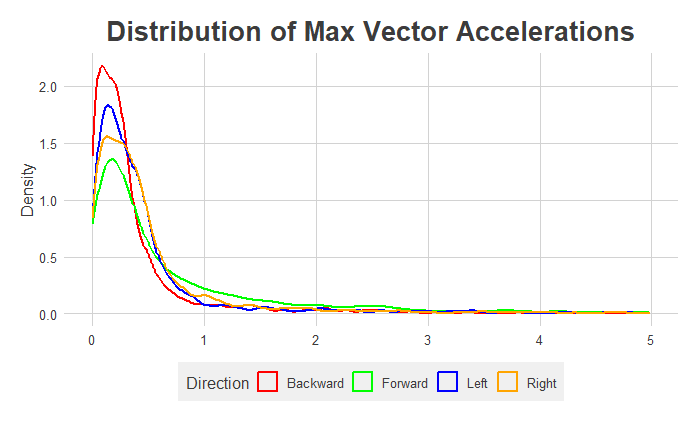 Distribution of Max Vector Accelerations
Density
2.0
1.5
1.0
0.5
0.0
0 1 2 3 4 5
Direction Backward Forward Left Right